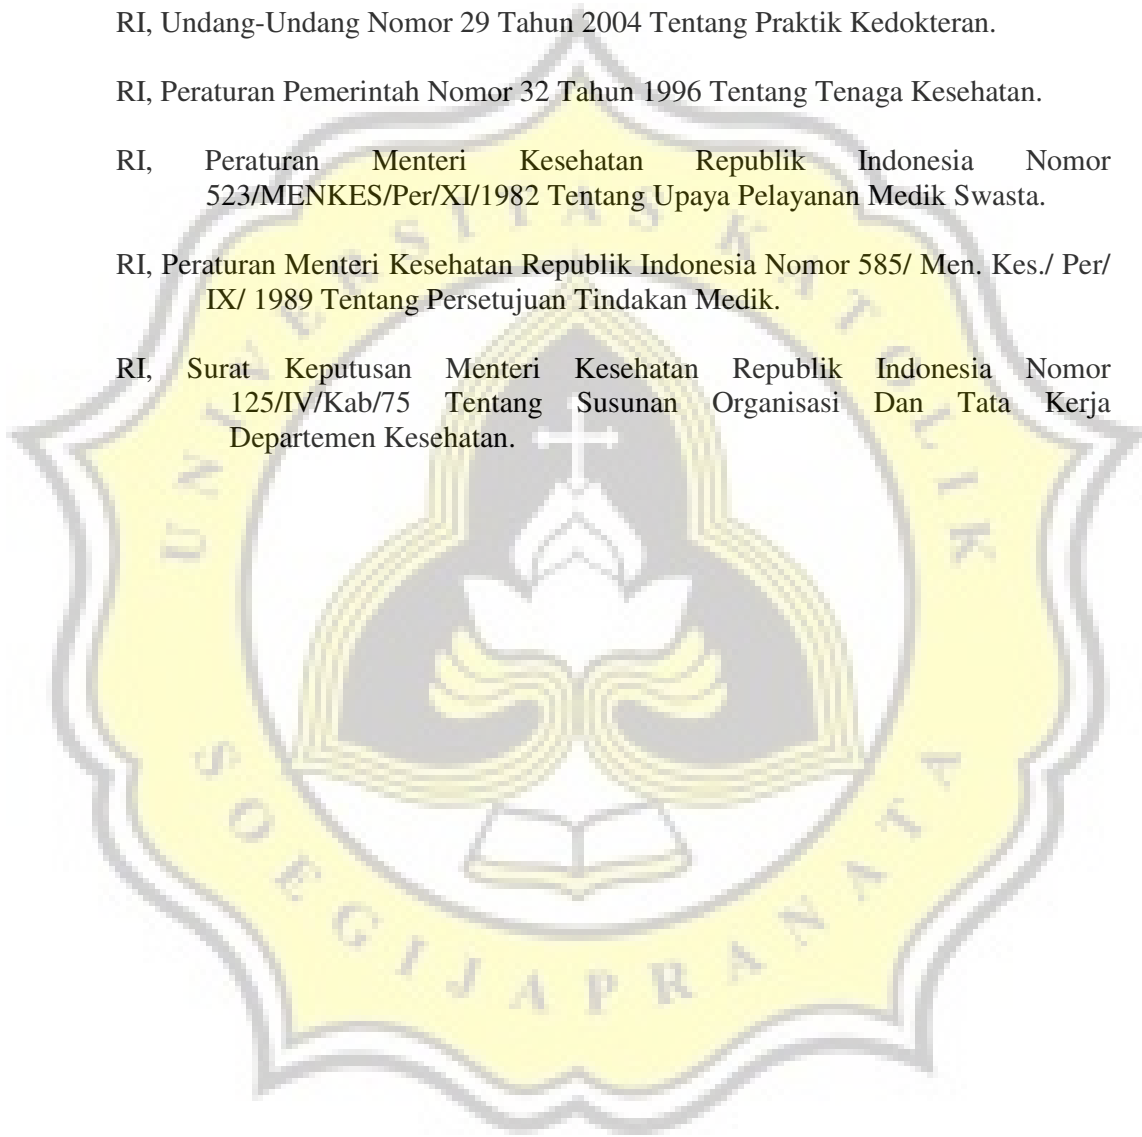 RI, Undang-Undang Nomor 29 Tahun 2004 Tentang Praktik Kedokteran.
RI, Peraturan Pemerintah Nomor 32 Tahun 1996 Tentang Tenaga Kesehatan.
RI, Peraturan Menteri Kesehatan Republik Indonesia Nomor
523/MENKES/Per/XI/1982 Tentang Upaya Pelayanan Medik Swasta.
RI, Peraturan Menteri Kesehatan Republik Indonesia Nomor 585/ Men. Kes./ Per/
IX/ 1989 Tentang Persetujuan Tindakan Medik.
RI, Surat Keputusan Menteri Kesehatan Republik Indonesia Nomor
125/IV/Kab/75 Tentang Susunan Organisasi Dan Tata Kerja
Departemen Kesehatan.
UNIVERSITAS KATOLIK
SOEGIJAPRANATA